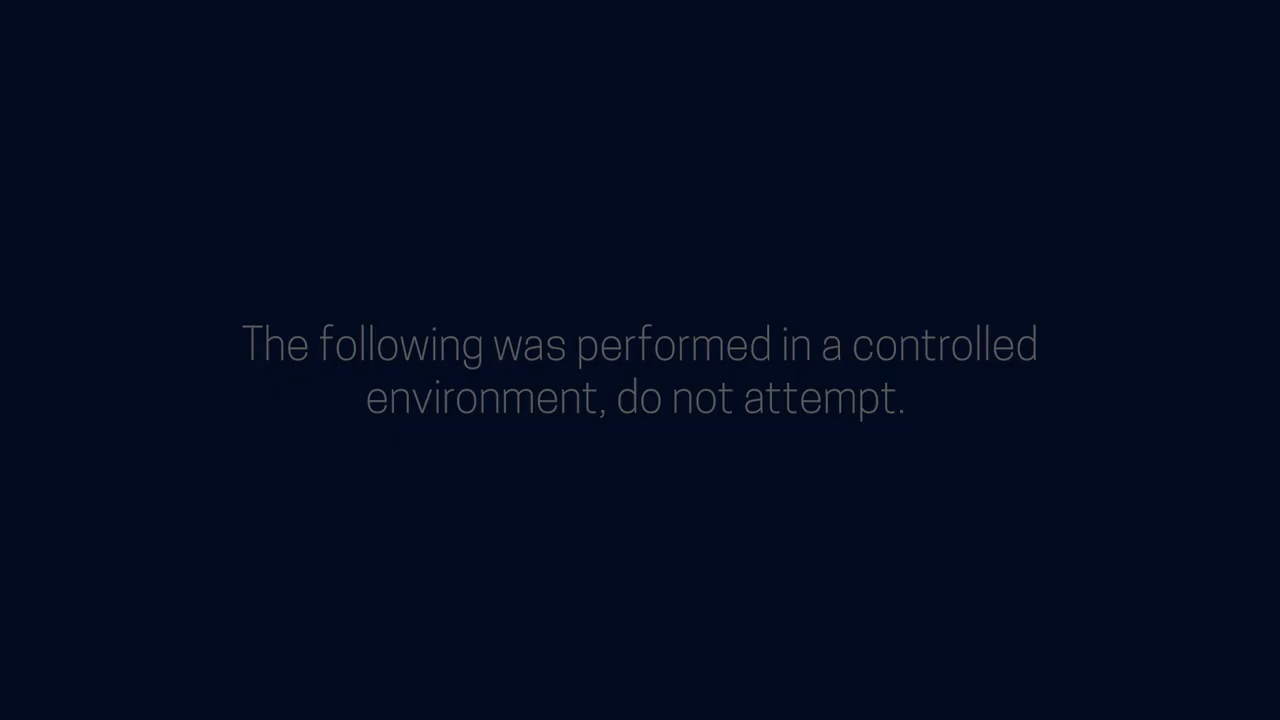 The following was performed in a controlled
environment, do not attempt.